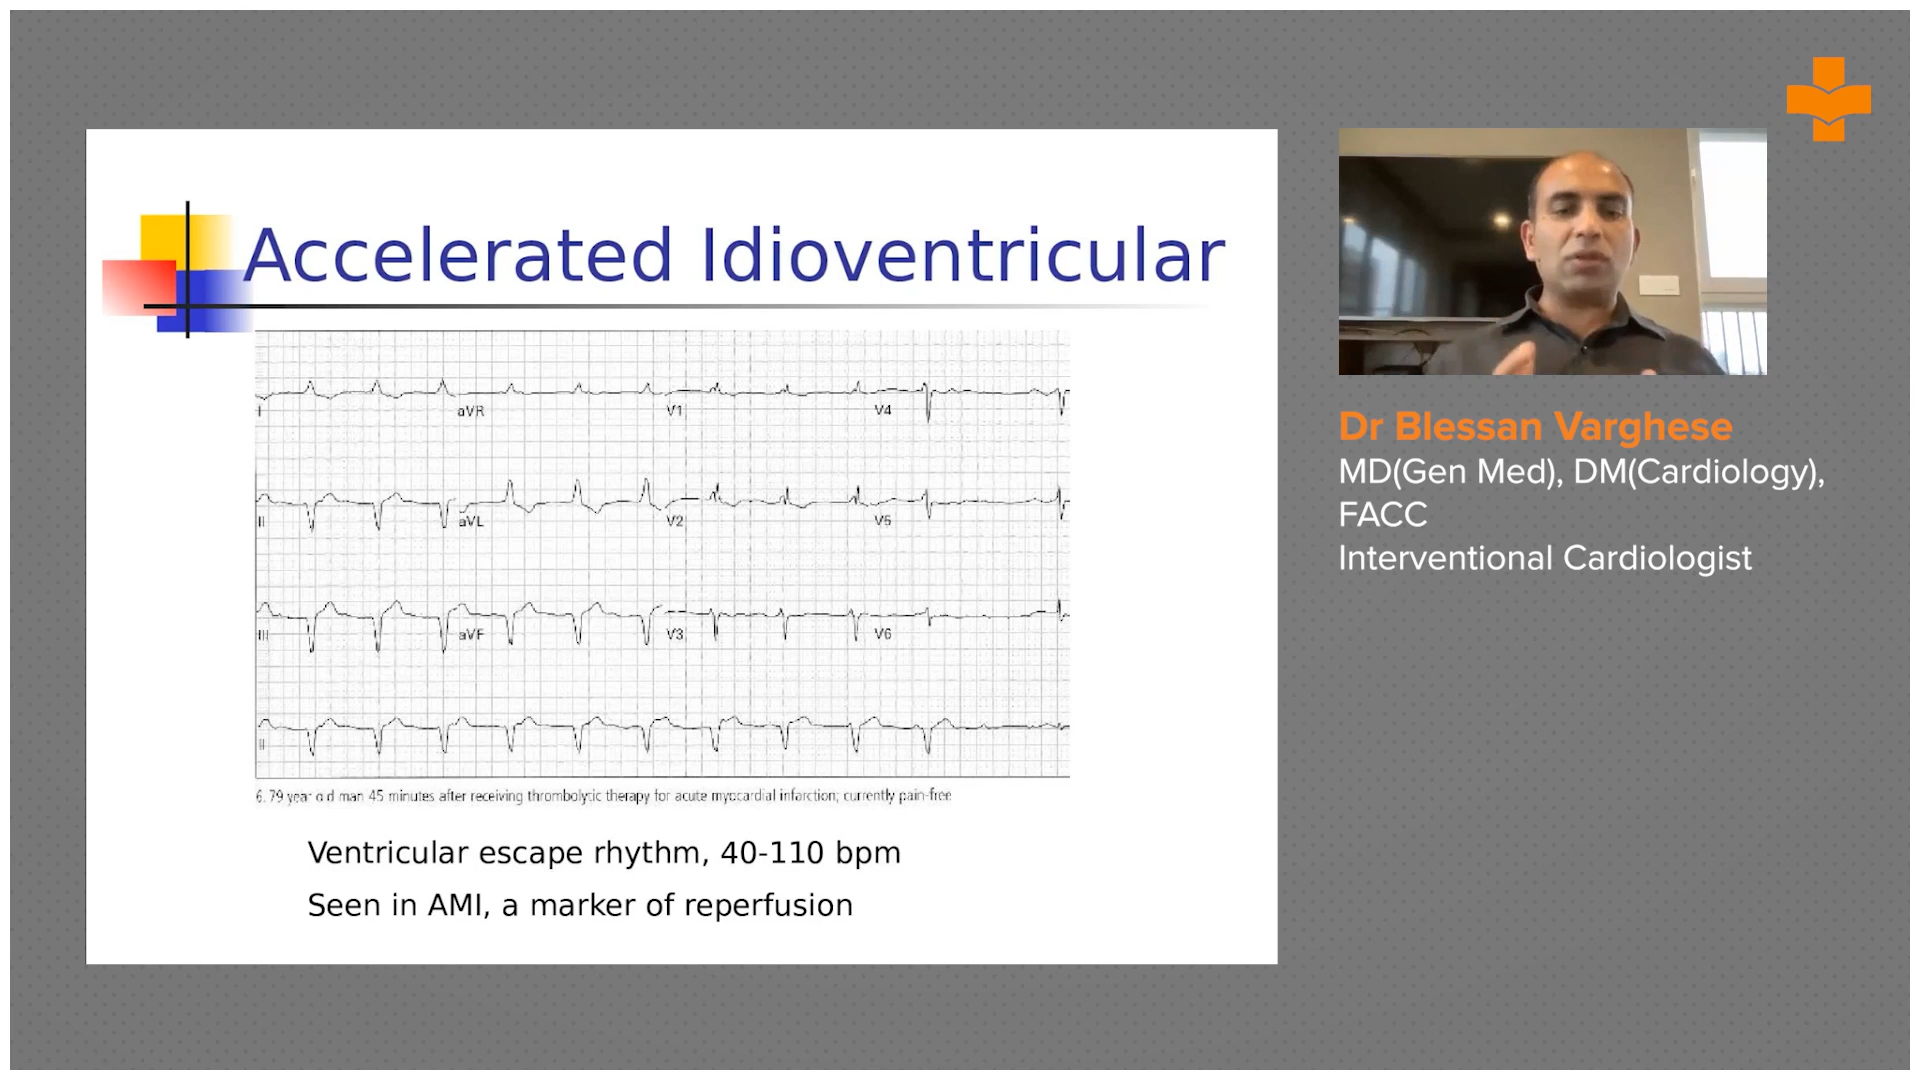 Accelerated Idioventricular
I aVR V1 V4
II aVL V2 V5
III aVF V3 V6
II
6. 79 year old man 45 minutes after receiving thrombolytic therapy for acute myocardial infarction; currently pain-free
Ventricular escape rhythm, 40-110 bpm
Seen in AMI, a marker of reperfusion
Dr Blessan Varghese
MD(Gen Med), DM(Cardiology),
FACC
Interventional Cardiologist